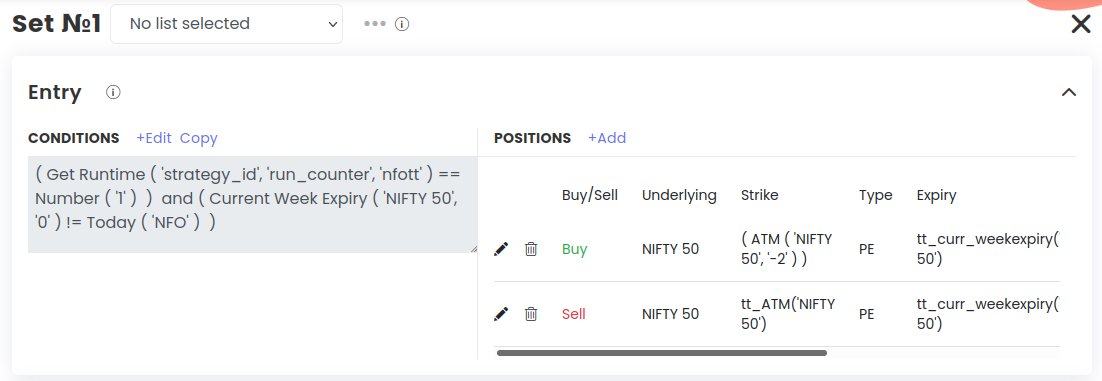 Set №1 No list selected
Entry
CONDITIONS +Edit Copy
( Get Runtime ( 'strategy_id', 'run_counter', 'nfott' ) ==
Number ( '1' ) ) and ( Current Week Expiry ( 'NIFTY 50',
'0' ) != Today ( 'NFO' ) )
POSITIONS +Add
Buy/Sell Underlying Strike Type Expiry
Buy NIFTY 50 ( ATM ( 'NIFTY PE tt_curr_weekexpiry('
50', '-2' ) ) 50')
Sell NIFTY 50 tt_ATM('NIFTY PE tt_curr_weekexpiry('
50') 50')